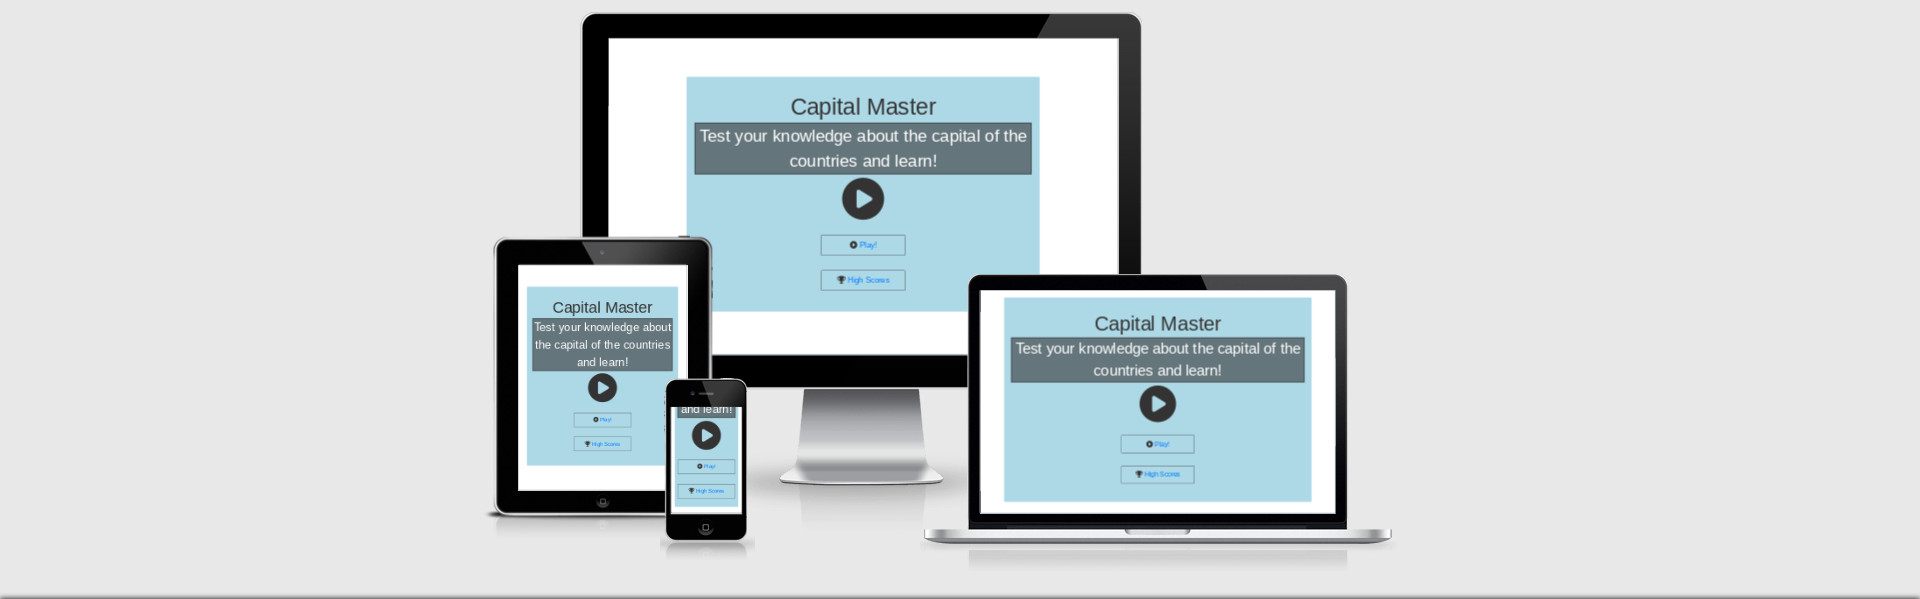 Capital Master
Test your knowledge about the capital of the
countries and learn!
Play!
High Scores
Capital Master
Test your knowledge about
the capital of the countries
and learn!
Play!
High Scores
and learn!
Play!
High Scores
Capital Master
Test your knowledge about the capital of the
countries and learn!
Play!
High Scores